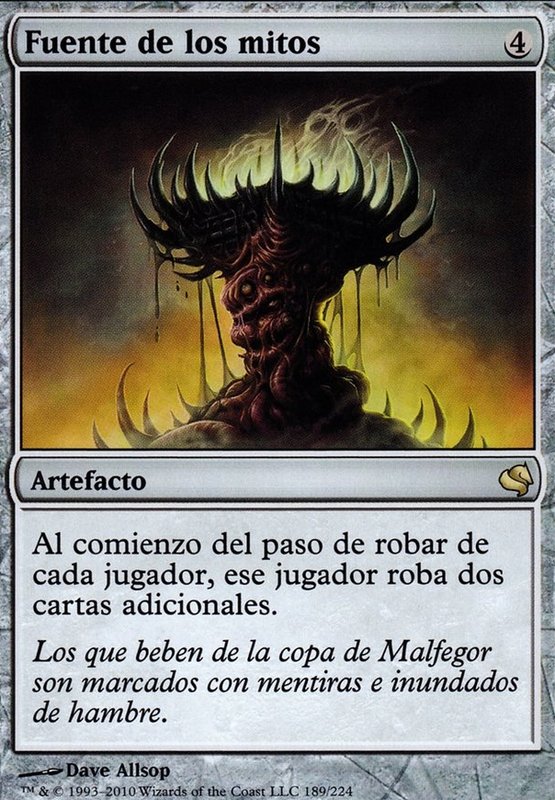 Fuente de los mitos
4
Artefacto
Al comienzo del paso de robar de
cada jugador, ese jugador roba dos
cartas adicionales.
Los que beben de la copa de Malfegor
son marcados con mentiras e inundados
de hambre.
Dave Allsop
™ & © 1993-2010 Wizards of the Coast LLC 189/224